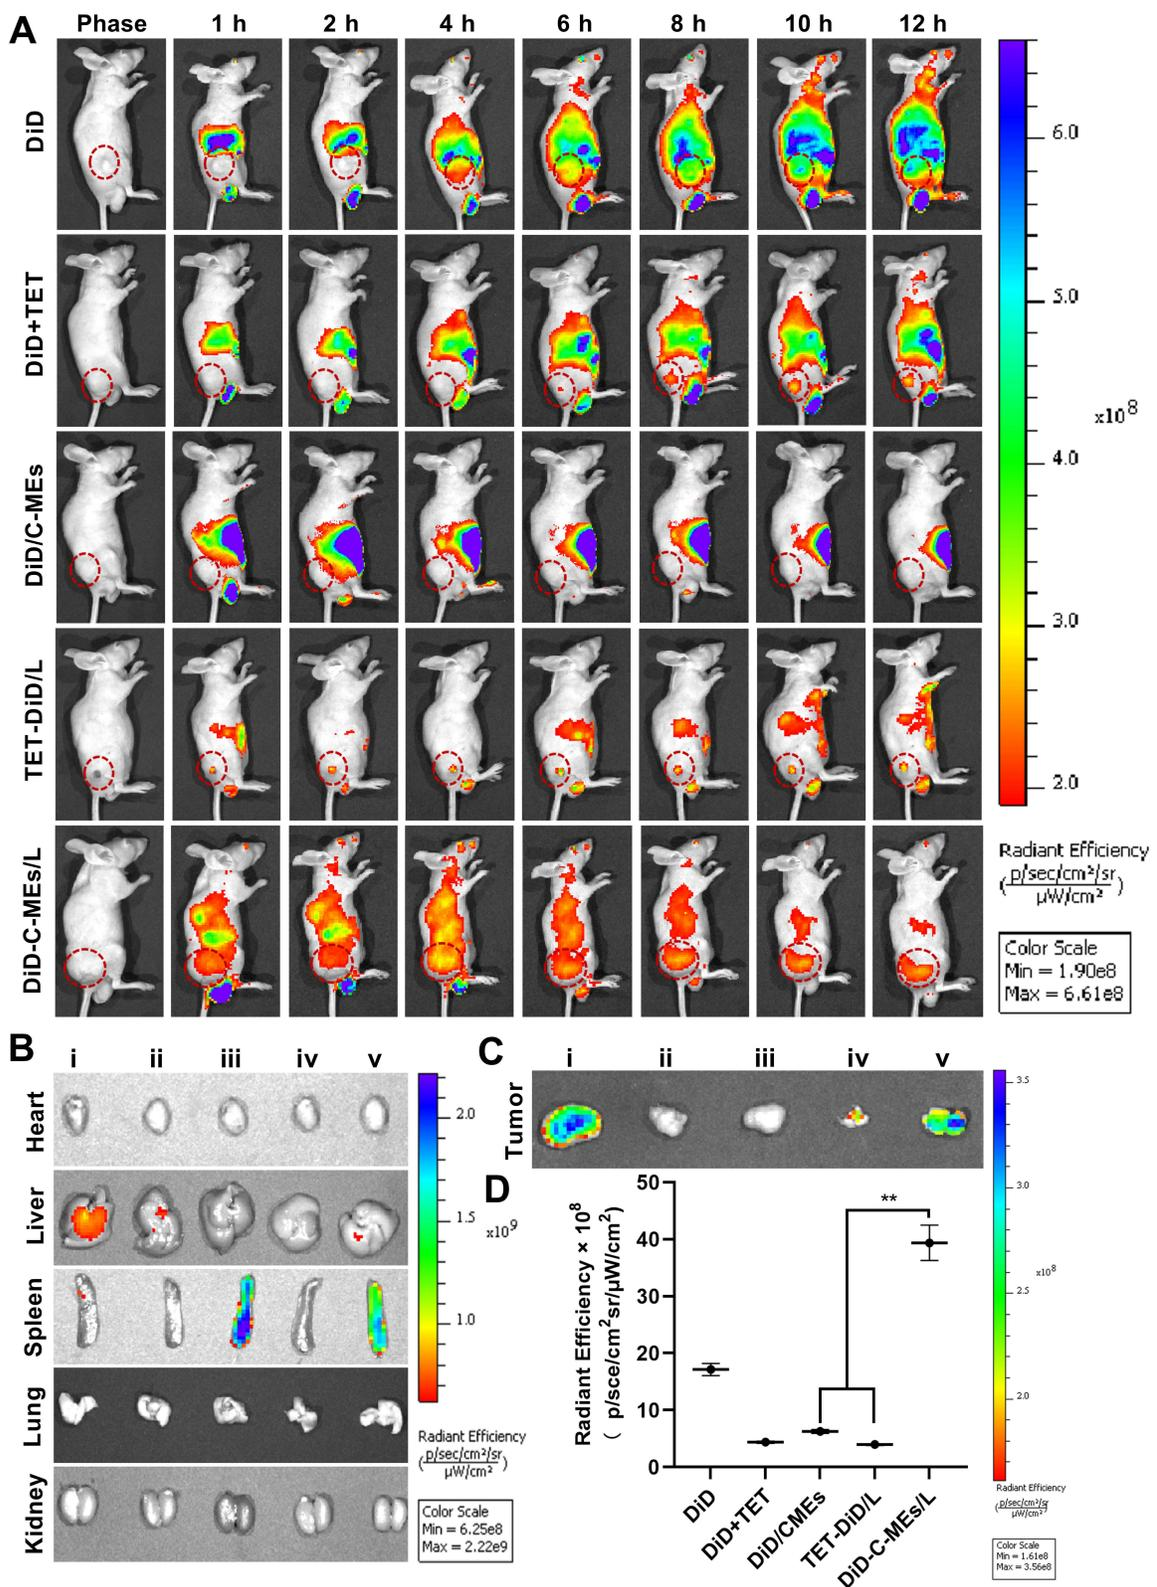 A
Phase 1 h 2 h 4 h 6 h 8 h 10 h 12 h
DiD
DiD+TET
DiD/C-MEs
TET-DiD/L
DiD-C-MEs/L
6.0
5.0
x10^8
4.0
3.0
2.0
Radiant Efficiency
(p/sec/cm²/sr / µW/cm²)
Color Scale
Min = 1.90e8
Max = 6.61e8
B
i ii iii iv v
Heart
Liver
Spleen
Lung
Kidney
2.0
1.5
x10^9
1.0
Radiant Efficiency
(p/sec/cm²/sr / µW/cm²)
Color Scale
Min = 6.25e8
Max = 2.22e9
C
i ii iii iv v
Tumor
3.5
3.0
2.5
x10^8
2.0
Radiant Efficiency
(p/sec/cm²/sr / µW/cm²)
Color Scale
Min = 1.61e8
Max = 3.56e8
D
Radiant Efficiency × 10^8
( p/sce/cm²sr/µW/cm²)
50
40
30
20
10
0
**
DiD
DiD+TET
DiD/CMEs
TET-DiD/L
DiD-C-MEs/L